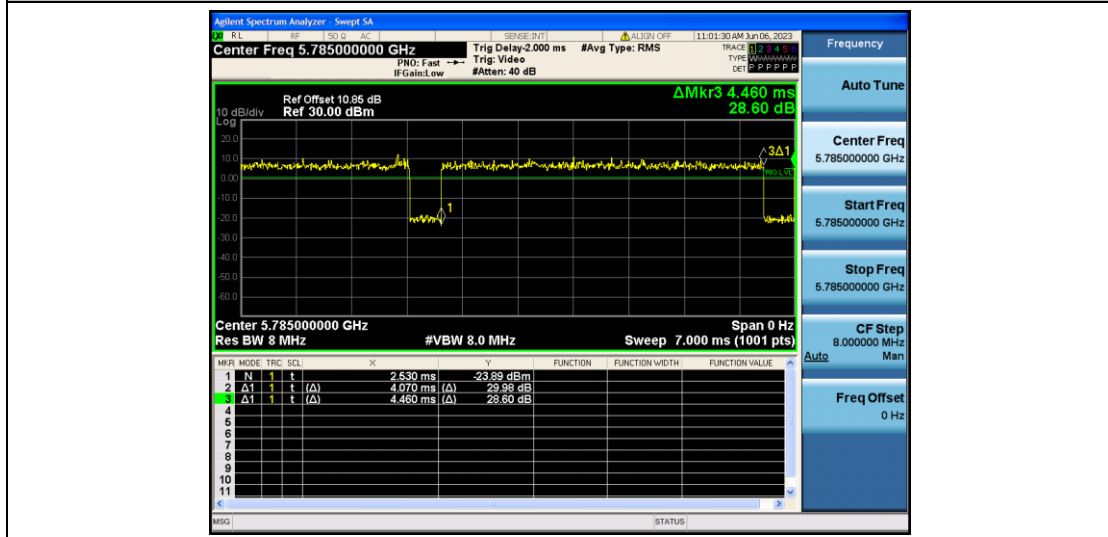 Agilent Spectrum Analyzer - Swept SA
RL RF 50 Ω AC SENSE:INT ALIGN OFF 11:01:30 AM Jun 06, 2023
Center Freq 5.785000000 GHz
PNO: Fast
IFGain:Low
Trig Delay-2.000 ms
Trig: Video
#Atten: 40 dB
#Avg Type: RMS
TRACE 1 2 3 4 5 6
TYPE
DET P P P P P P
Frequency
Auto Tune
Center Freq
5.785000000 GHz
Start Freq
5.785000000 GHz
Stop Freq
5.785000000 GHz
CF Step
8.000000 MHz
Auto Man
Freq Offset
0 Hz
ΔMkr3 4.460 ms
28.60 dB
Ref Offset 10.85 dB
10 dB/div Ref 30.00 dBm
Log
20.0
10.0
0.00
-10.0
-20.0
-30.0
-40.0
-50.0
-60.0
3Δ1
TRIG LVL
1
Center 5.785000000 GHz Span 0 Hz
Res BW 8 MHz #VBW 8.0 MHz Sweep 7.000 ms (1001 pts)
MKR MODE TRC SCL X Y FUNCTION FUNCTION WIDTH FUNCTION VALUE
1 N 1 t 2.530 ms -23.89 dBm
2 Δ1 1 t (Δ) 4.070 ms (Δ) 29.98 dB
3 Δ1 1 t (Δ) 4.460 ms (Δ) 28.60 dB
4
5
6
7
8
9
10
11
MSG STATUS